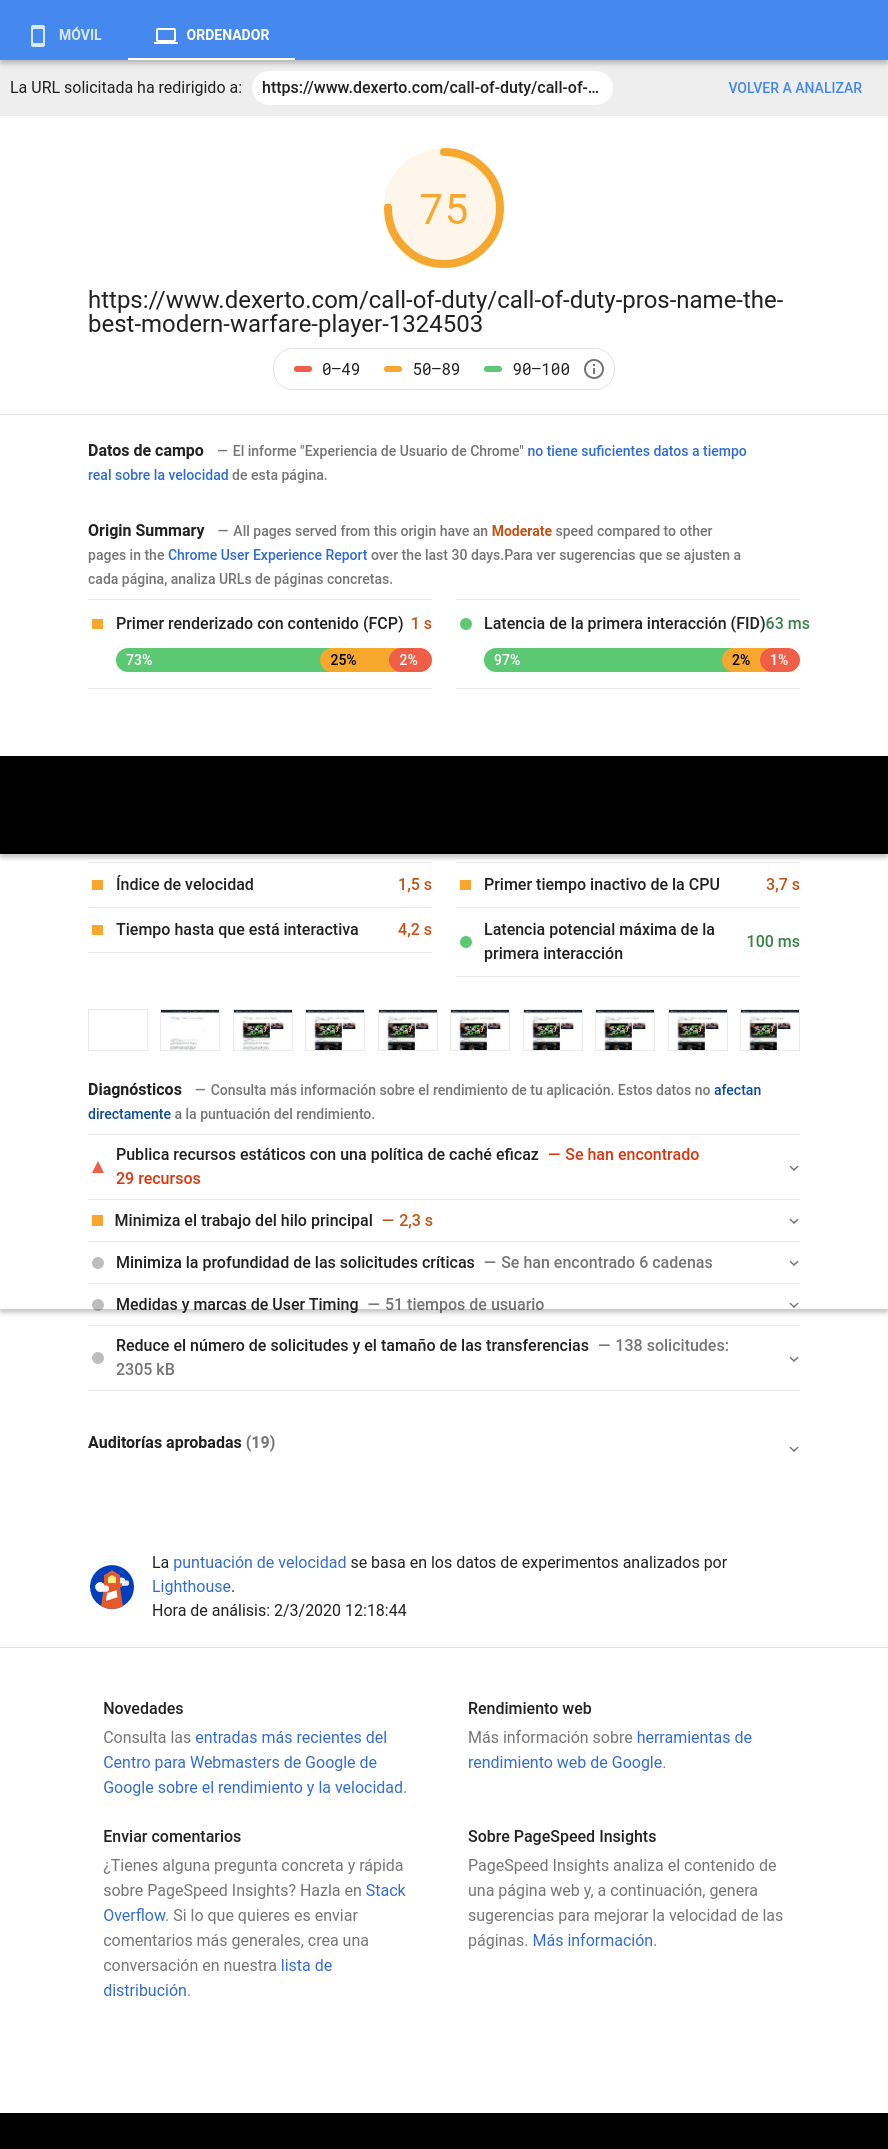 MÓVIL
ORDENADOR
La URL solicitada ha redirigido a:
https://www.dexerto.com/call-of-duty/call-of-...
VOLVER A ANALIZAR
75
https://www.dexerto.com/call-of-duty/call-of-duty-pros-name-the-
best-modern-warfare-player-1324503
0–49
50–89
90–100
Datos de campo — El informe "Experiencia de Usuario de Chrome" no tiene suficientes datos a tiempo
real sobre la velocidad de esta página.
Origin Summary — All pages served from this origin have an Moderate speed compared to other
pages in the Chrome User Experience Report over the last 30 days.Para ver sugerencias que se ajusten a
cada página, analiza URLs de páginas concretas.
Primer renderizado con contenido (FCP) 1 s
73% 25% 2%
Latencia de la primera interacción (FID)63 ms
97% 2% 1%
Índice de velocidad 1,5 s
Primer tiempo inactivo de la CPU 3,7 s
Tiempo hasta que está interactiva 4,2 s
Latencia potencial máxima de la
primera interacción
100 ms
Diagnósticos — Consulta más información sobre el rendimiento de tu aplicación. Estos datos no afectan
directamente a la puntuación del rendimiento.
Publica recursos estáticos con una política de caché eficaz — Se han encontrado
29 recursos
Minimiza el trabajo del hilo principal — 2,3 s
Minimiza la profundidad de las solicitudes críticas — Se han encontrado 6 cadenas
Medidas y marcas de User Timing — 51 tiempos de usuario
Reduce el número de solicitudes y el tamaño de las transferencias — 138 solicitudes:
2305 kB
Auditorías aprobadas (19)
La puntuación de velocidad se basa en los datos de experimentos analizados por
Lighthouse.
Hora de análisis: 2/3/2020 12:18:44
Novedades
Consulta las entradas más recientes del
Centro para Webmasters de Google de
Google sobre el rendimiento y la velocidad.
Rendimiento web
Más información sobre herramientas de
rendimiento web de Google.
Enviar comentarios
¿Tienes alguna pregunta concreta y rápida
sobre PageSpeed Insights? Hazla en Stack
Overflow. Si lo que quieres es enviar
comentarios más generales, crea una
conversación en nuestra lista de
distribución.
Sobre PageSpeed Insights
PageSpeed Insights analiza el contenido de
una página web y, a continuación, genera
sugerencias para mejorar la velocidad de las
páginas. Más información.